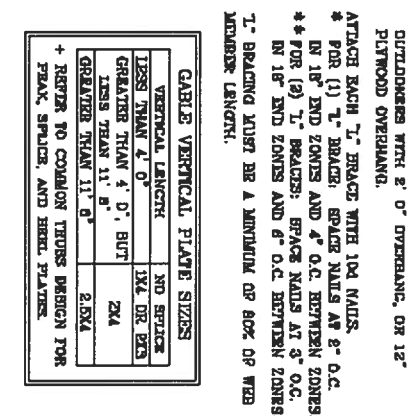 OUTLOOKERS WITH 2' 0" OVERHANG, OR 12"
PLYWOOD OVERHANG.
ATTACH EACH "L" BRACE WITH 10d NAILS.
* FOR (1) "L" BRACE: SPACE NAILS AT 2" O.C.
IN 18" END ZONES AND 4" O.C. BETWEEN ZONES
** FOR (2) "L" BRACES: SPACE NAILS AT 3" O.C.
IN 18" END ZONES AND 6" O.C. BETWEEN ZONES
"L" BRACING MUST BE A MINIMUM OF 80% OF WEB
MEMBER LENGTH.
GABLE VERTICAL PLATE SIZES
VERTICAL LENGTH NO SPLICE
LESS THAN 4' 0" 1X4 OR
GREATER THAN 4' 0", BUT
LESS THAN 11' 6" 2X4
GREATER THAN 11' 6" 2.5X4
+ REFER TO COMMON TRUSS DESIGN FOR
PEAK, SPLICE, AND HEEL PLATES.